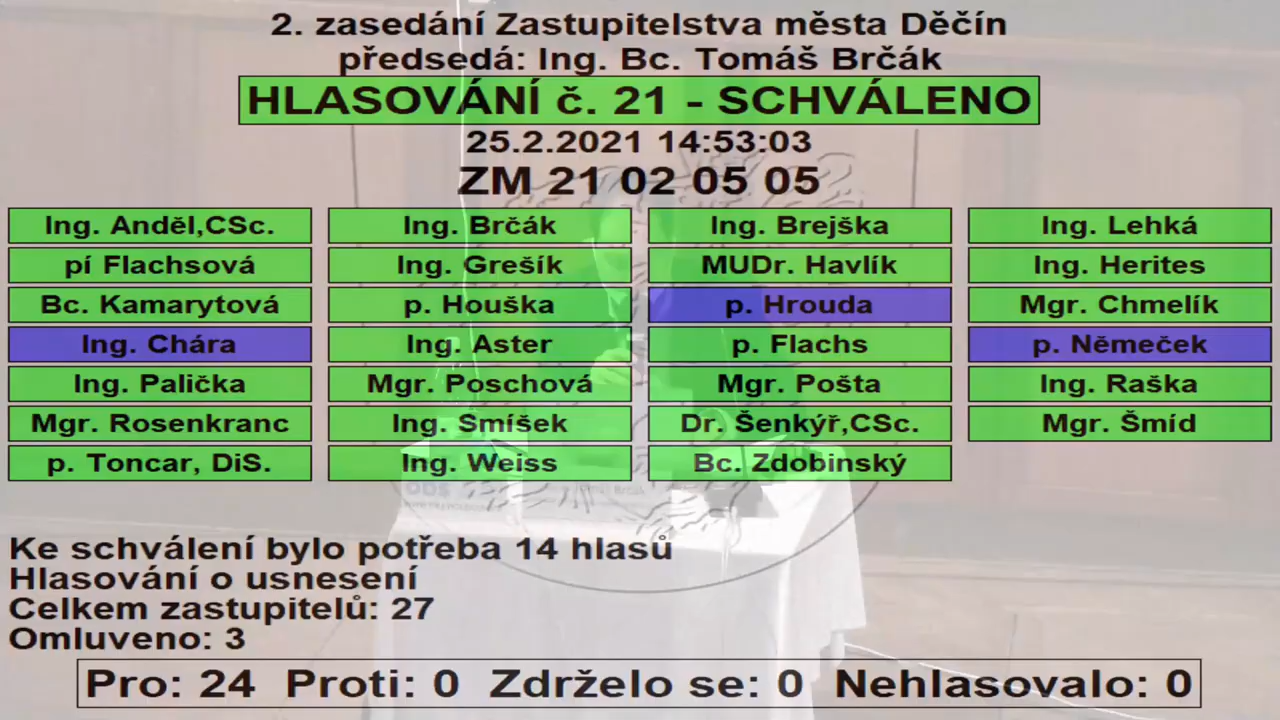 2. zasedání Zastupitelstva města Děčín
předsedá: Ing. Bc. Tomáš Brčák
HLASOVÁNÍ č. 21 - SCHVÁLENO
25.2.2021 14:53:03
ZM 21 02 05 05
Ing. Anděl,CSc. Ing. Brčák Ing. Brejška Ing. Lehká
pí Flachsová Ing. Grešík MUDr. Havlík Ing. Herites
Bc. Kamarytová p. Houška p. Hrouda Mgr. Chmelík
Ing. Chára Ing. Aster p. Flachs p. Němeček
Ing. Palička Mgr. Poschová Mgr. Pošta Ing. Raška
Mgr. Rosenkranc Ing. Smíšek Dr. Šenkýř,CSc. Mgr. Šmíd
p. Toncar, DiS. Ing. Weiss Bc. Zdobinský
Ke schválení bylo potřeba 14 hlasů
Hlasování o usnesení
Celkem zastupitelů: 27
Omluveno: 3
Pro: 24 Proti: 0 Zdrželo se: 0 Nehlasovalo: 0